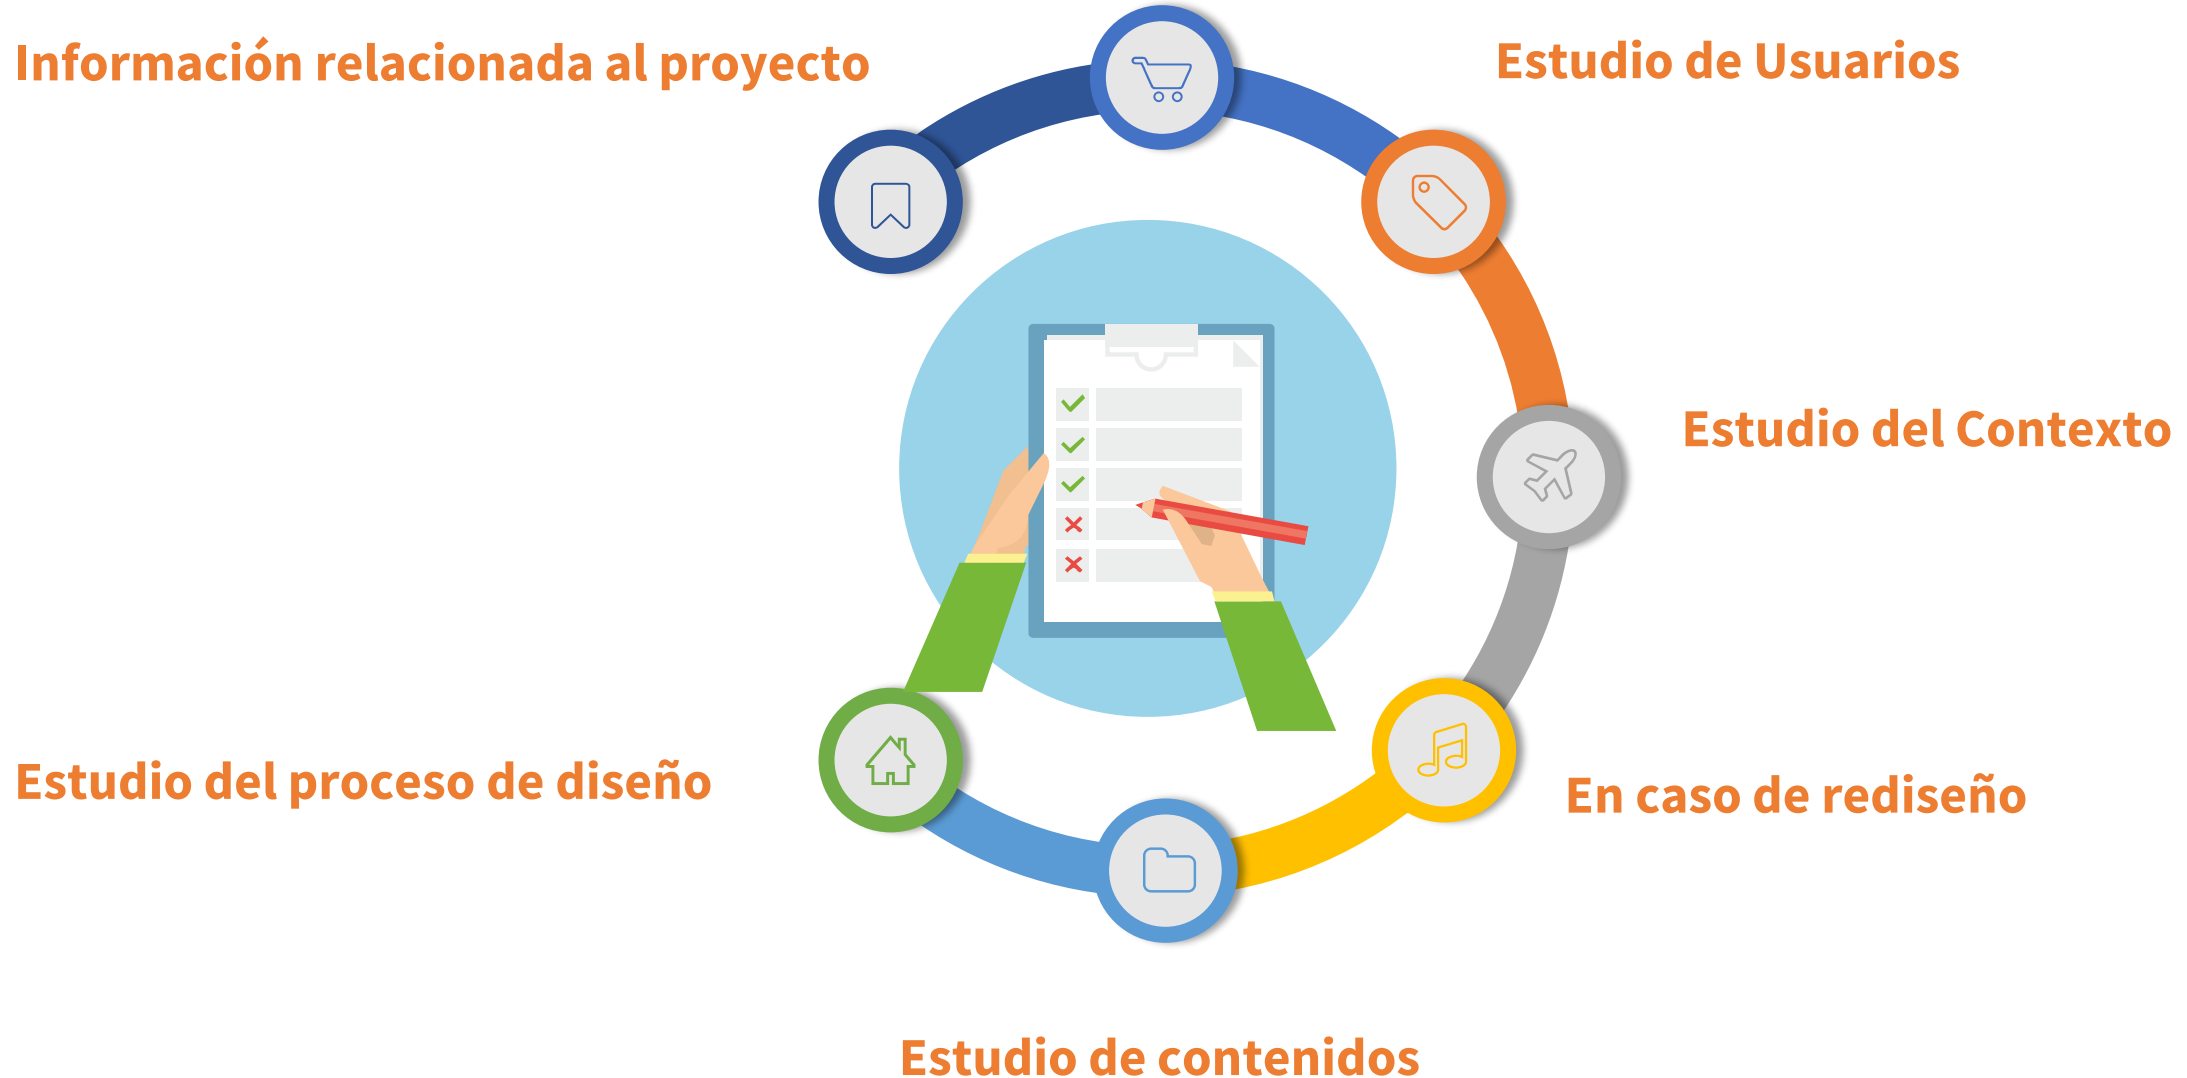 Información relacionada al proyecto
Estudio de Usuarios
Estudio del Contexto
En caso de rediseño
Estudio del proceso de diseño
Estudio de contenidos